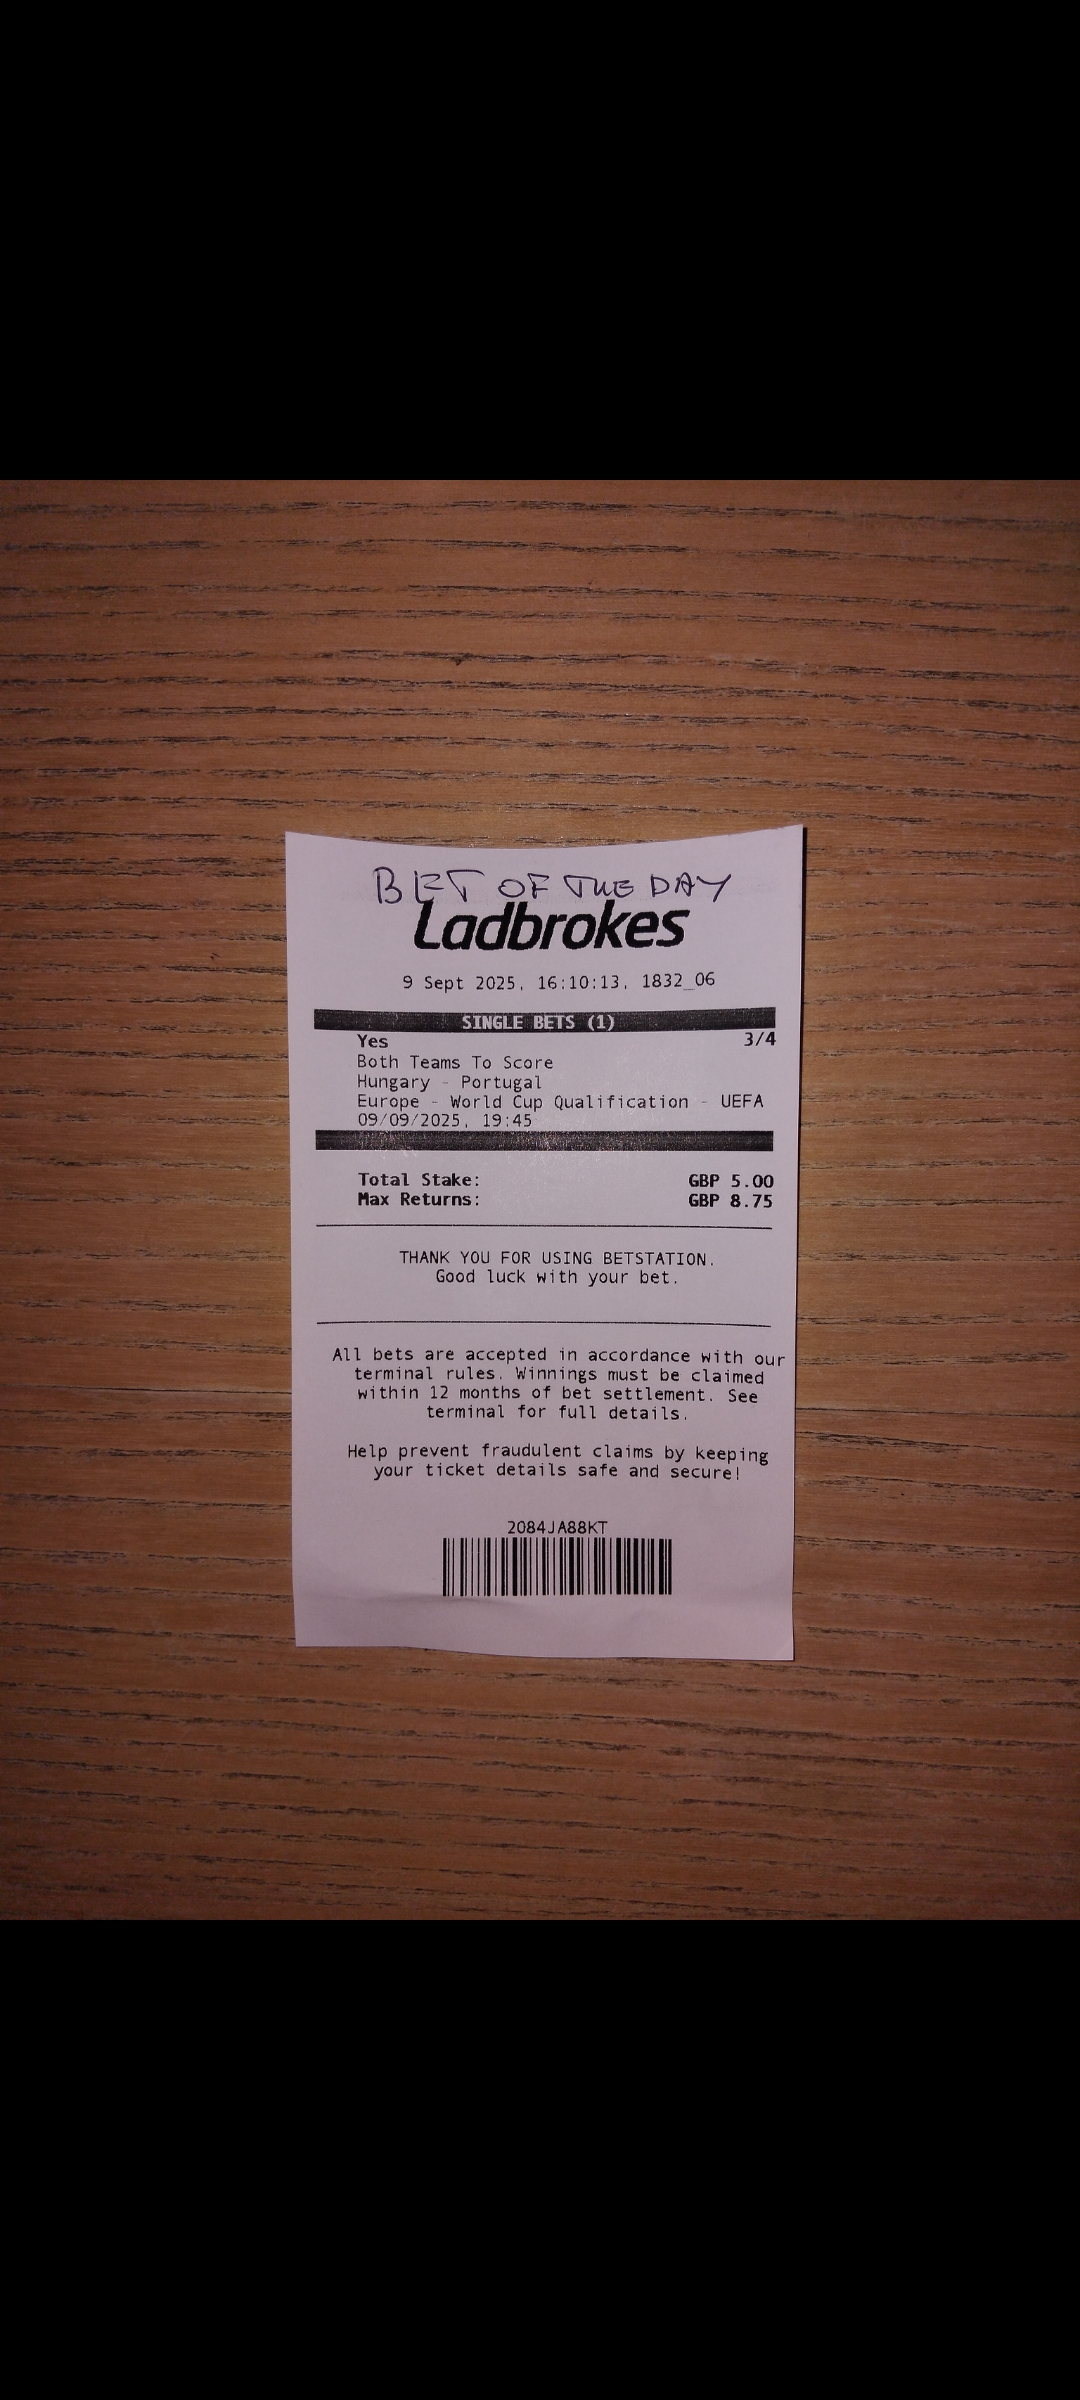 BET OF THE DAY
Ladbrokes
9 Sept 2025, 16:10:13, 1832_06
SINGLE BETS (1)
Yes 3/4
Both Teams To Score
Hungary - Portugal
Europe - World Cup Qualification - UEFA
09/09/2025, 19:45
Total Stake: GBP 5.00
Max Returns: GBP 8.75
THANK YOU FOR USING BETSTATION.
Good luck with your bet.
All bets are accepted in accordance with our
terminal rules. Winnings must be claimed
within 12 months of bet settlement. See
terminal for full details.
Help prevent fraudulent claims by keeping
your ticket details safe and secure!
2084JA88KT